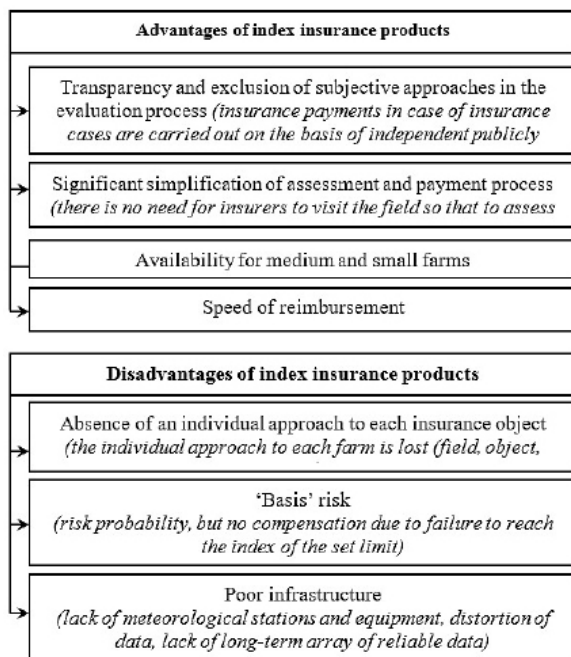 Advantages of index insurance products
Transparency and exclusion of subjective approaches in the
evaluation process (insurance payments in case of insurance
cases are carried out on the basis of independent publicly
Significant simplification of assessment and payment process
(there is no need for insurers to visit the field so that to assess
Availability for medium and small farms
Speed of reimbursement
Disadvantages of index insurance products
Absence of an individual approach to each insurance object
(the individual approach to each farm is lost (field, object,
‘Basis’ risk
(risk probability, but no compensation due to failure to reach
the index of the set limit)
Poor infrastructure
(lack of meteorological stations and equipment, distortion of
data, lack of long-term array of reliable data)